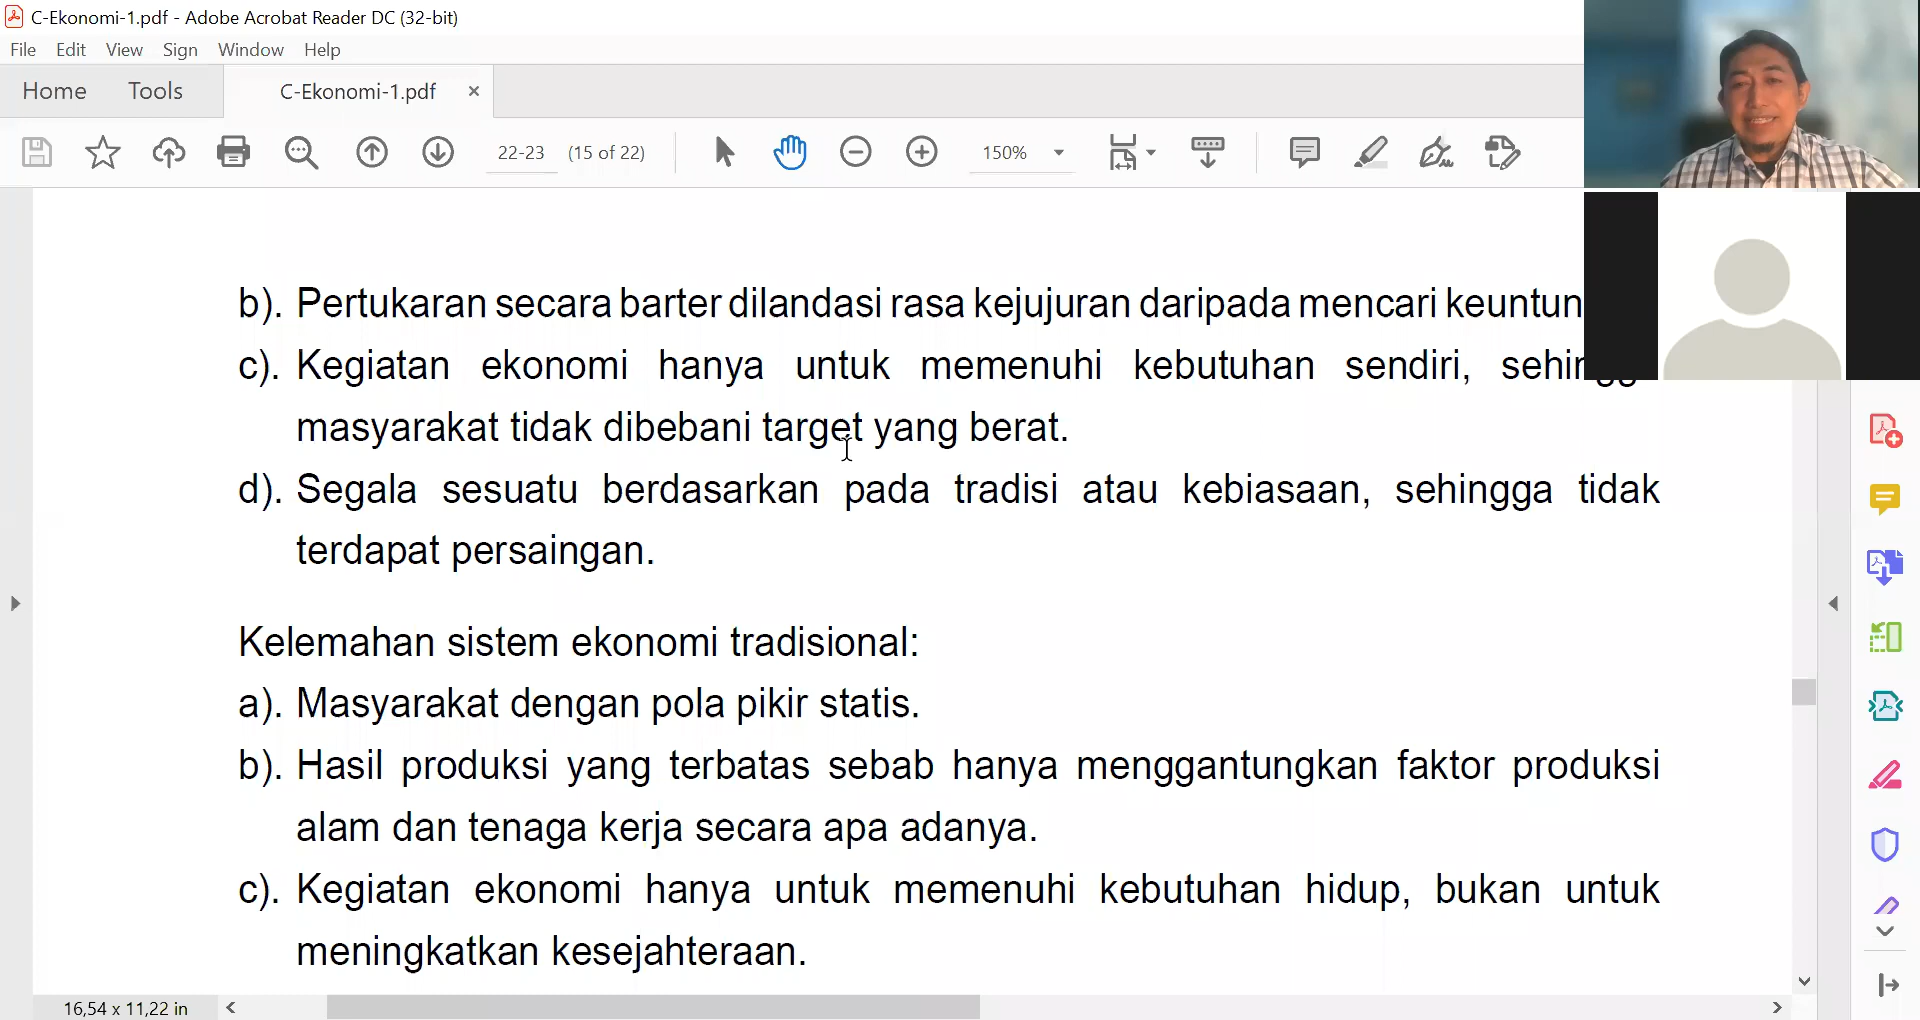 C-Ekonomi-1.pdf - Adobe Acrobat Reader DC (32-bit)
File Edit View Sign Window Help
Home Tools C-Ekonomi-1.pdf ×
22-23 (15 of 22) 150%
b). Pertukaran secara barter dilandasi rasa kejujuran daripada mencari
c). Kegiatan ekonomi hanya untuk memenuhi kebutuhan sendiri,
masyarakat tidak dibebani target yang berat.
d). Segala sesuatu berdasarkan pada tradisi atau kebiasaan, sehingga tidak
terdapat persaingan.
Kelemahan sistem ekonomi tradisional:
a). Masyarakat dengan pola pikir statis.
b). Hasil produksi yang terbatas sebab hanya menggantungkan faktor produksi
alam dan tenaga kerja secara apa adanya.
c). Kegiatan ekonomi hanya untuk memenuhi kebutuhan hidup, bukan untuk
meningkatkan kesejahteraan.
16,54 x 11,22 in